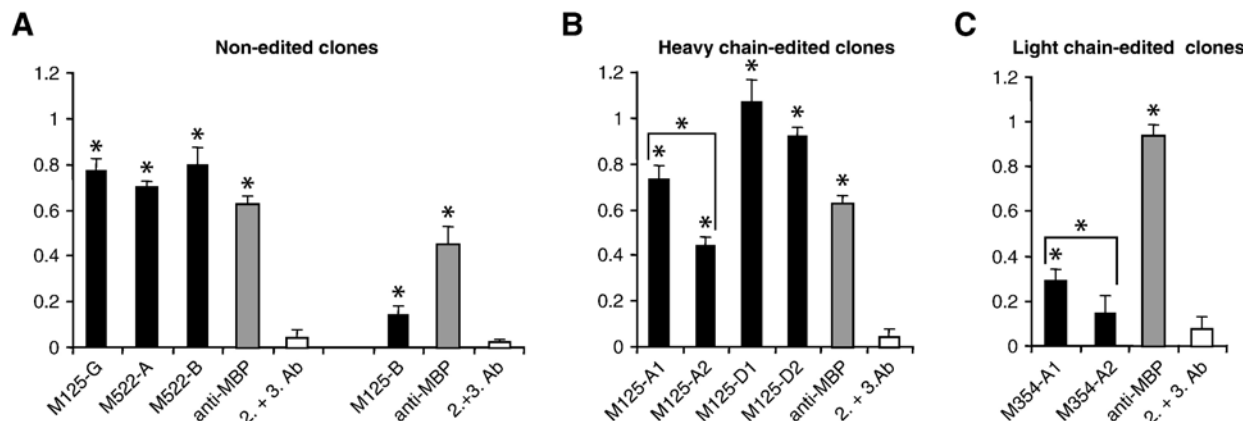 A
Non-edited clones
1.2
1
0.8
0.6
0.4
0.2
0
*
*
*
*
*
*
M125-G
M522-A
M522-B
anti-MBP
2. + 3. Ab
M125-B
anti-MBP
2.+3. Ab
B
Heavy chain-edited clones
1.2
1
0.8
0.6
0.4
0.2
0
*
*
*
*
*
*
M125-A1
M125-A2
M125-D1
M125-D2
anti-MBP
2. + 3.Ab
C
Light chain-edited clones
1.2
1
0.8
0.6
0.4
0.2
0
*
*
*
M354-A1
M354-A2
anti-MBP
2. + 3. Ab